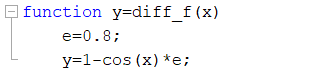 function y=diff_f(x)
e=0.8;
y=1-cos(x)*e;